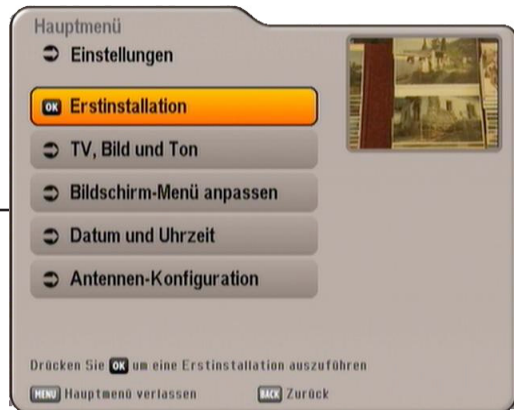 Hauptmenü
Einstellungen
OK Erstinstallation
TV, Bild und Ton
Bildschirm-Menü anpassen
Datum und Uhrzeit
Antennen-Konfiguration
Drücken Sie OK um eine Erstinstallation auszuführen
MENU Hauptmenü verlassen BACK Zurück